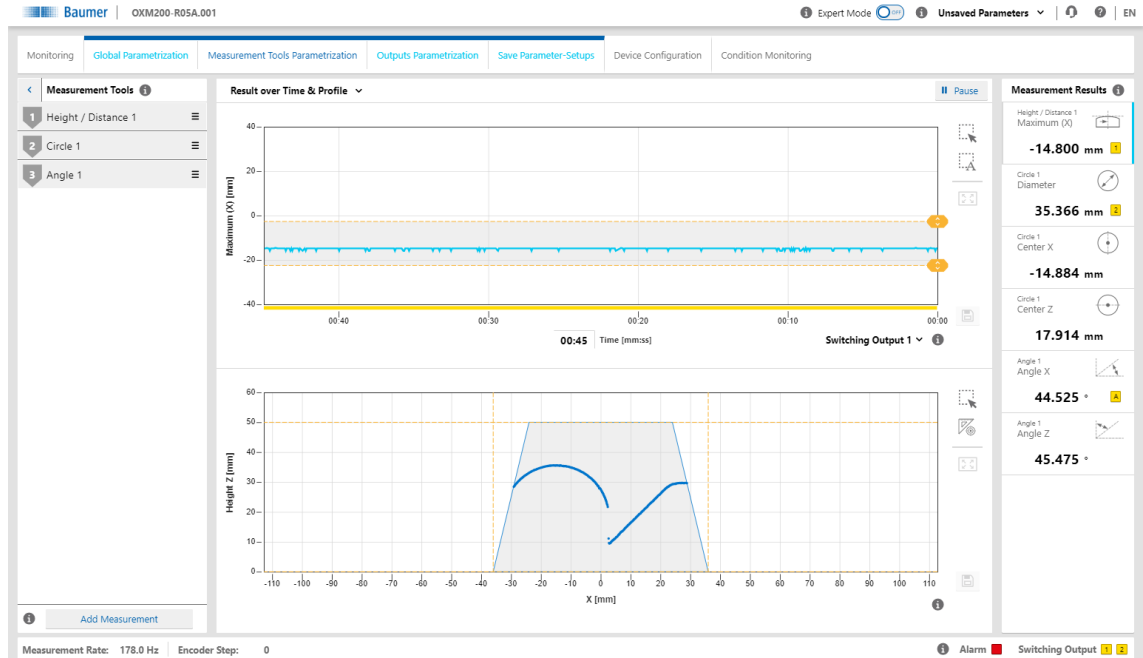 Baumer OXM200-R05A.001 Expert Mode OFF Unsaved Parameters EN
Monitoring Global Parametrization Measurement Tools Parametrization Outputs Parametrization Save Parameter-Setups Device Configuration Condition Monitoring
Measurement Tools
1 Height / Distance 1
2 Circle 1
3 Angle 1
Add Measurement
Result over Time & Profile Pause
Maximum (X) [mm]
40
20
0
-20
-40
00:40 00:30 00:20 00:10 00:00
00:45 Time [mm:ss] Switching Output 1
A
Height Z [mm]
60
50
40
30
20
10
0
-110 -100 -90 -80 -70 -60 -50 -40 -30 -20 -10 0 10 20 30 40 50 60 70 80 90 100 110
X [mm]
Measurement Results
Height / Distance 1
Maximum (X)
-14.800 mm 1
Circle 1
Diameter
35.366 mm 2
Circle 1
Center X
-14.884 mm
Circle 1
Center Z
17.914 mm
Angle 1
Angle X
44.525 ° A
Angle 1
Angle Z
45.475 °
Measurement Rate: 178.0 Hz Encoder Step: 0 Alarm Switching Output 1 2